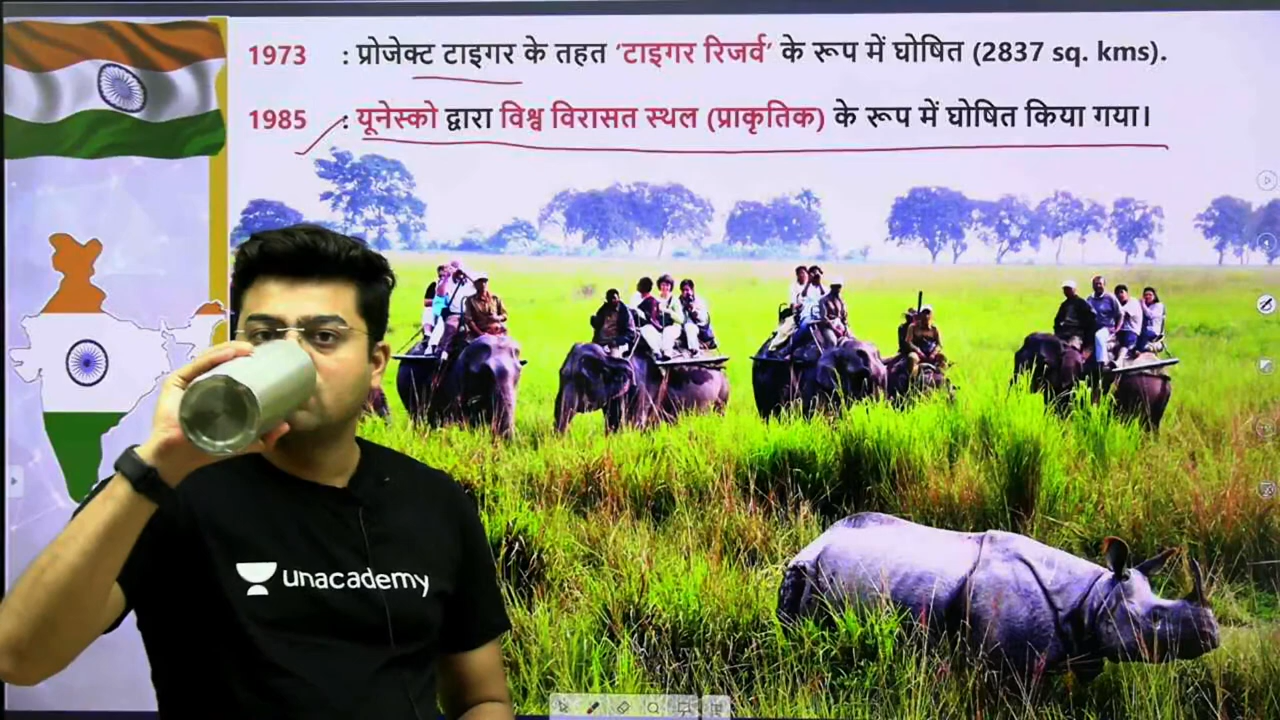 1973 : प्रोजेक्ट टाइगर के तहत ‘टाइगर रिजर्व’ के रूप में घोषित (2837 sq. kms).
1985 : यूनेस्को द्वारा विश्व विरासत स्थल (प्राकृतिक) के रूप में घोषित किया गया।
unacademy